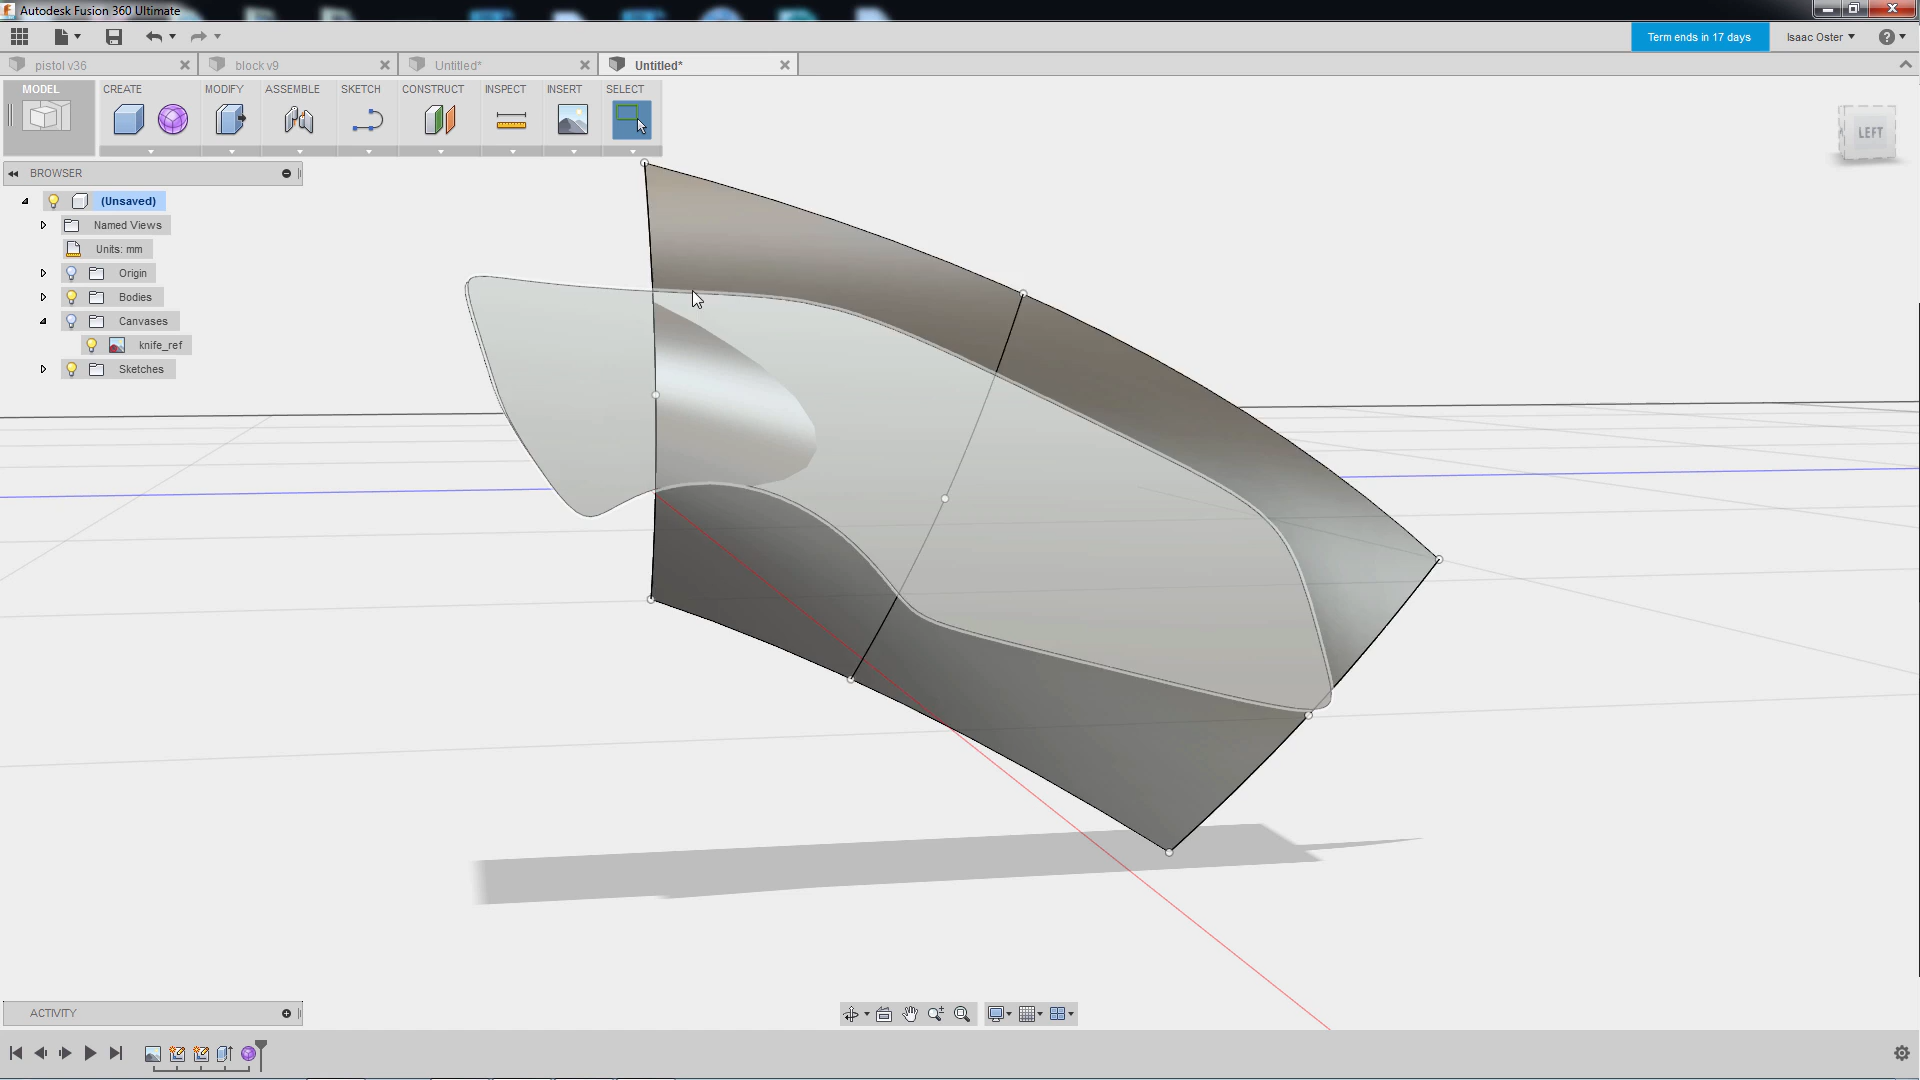 Autodesk Fusion 360 Ultimate
Term ends in 17 days
Isaac Oster
pistol v36
block v9
Untitled*
Untitled*
MODEL
CREATE
MODIFY
ASSEMBLE
SKETCH
CONSTRUCT
INSPECT
INSERT
SELECT
LEFT
BROWSER
(Unsaved)
Named Views
Units: mm
Origin
Bodies
Canvases
knife_ref
Sketches
ACTIVITY